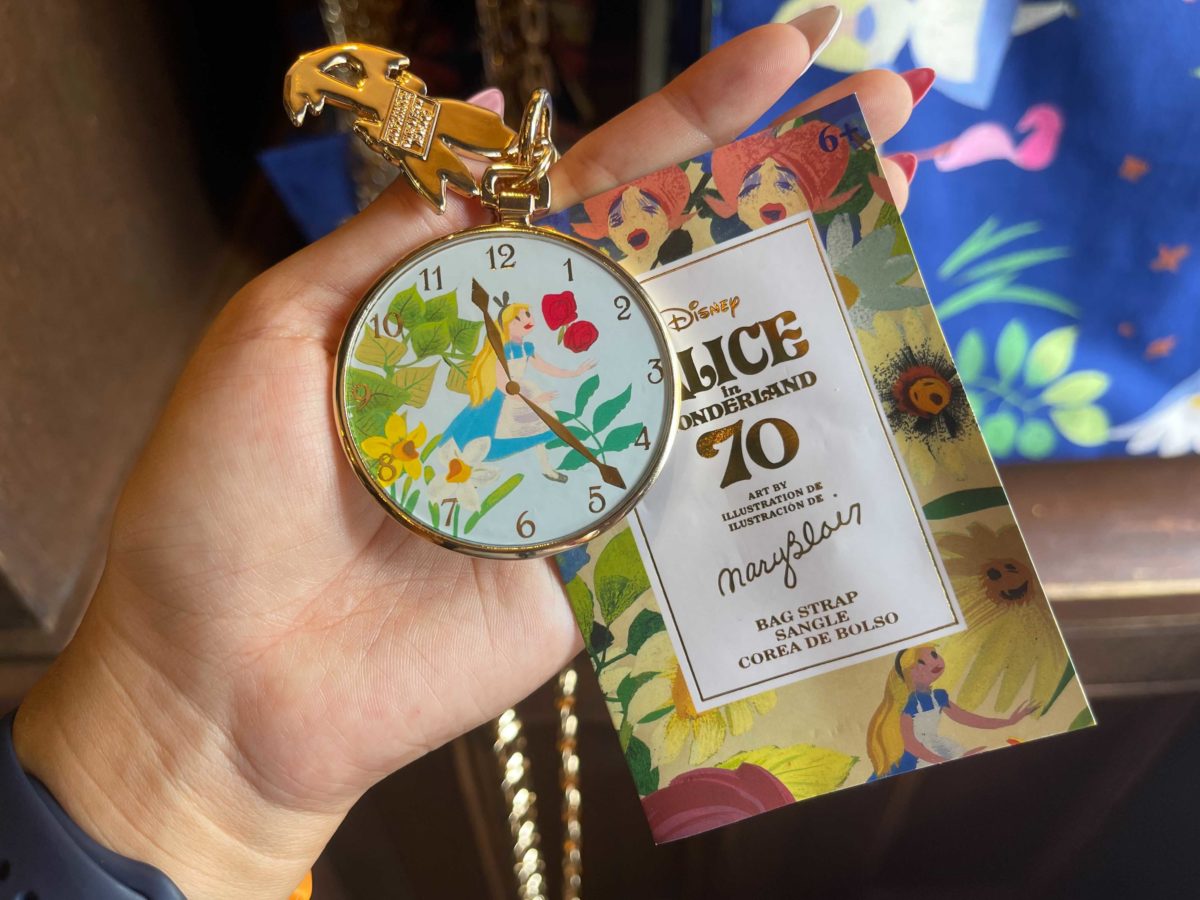 12
1
2
3
4
5
6
7
8
9
10
11
6+
Disney
ALICE
in
WONDERLAND
70
ART BY
ILLUSTRATION DE
ILUSTRACIÓN DE
Mary Blair
BAG STRAP
SANGLE
COREA DE BOLSO